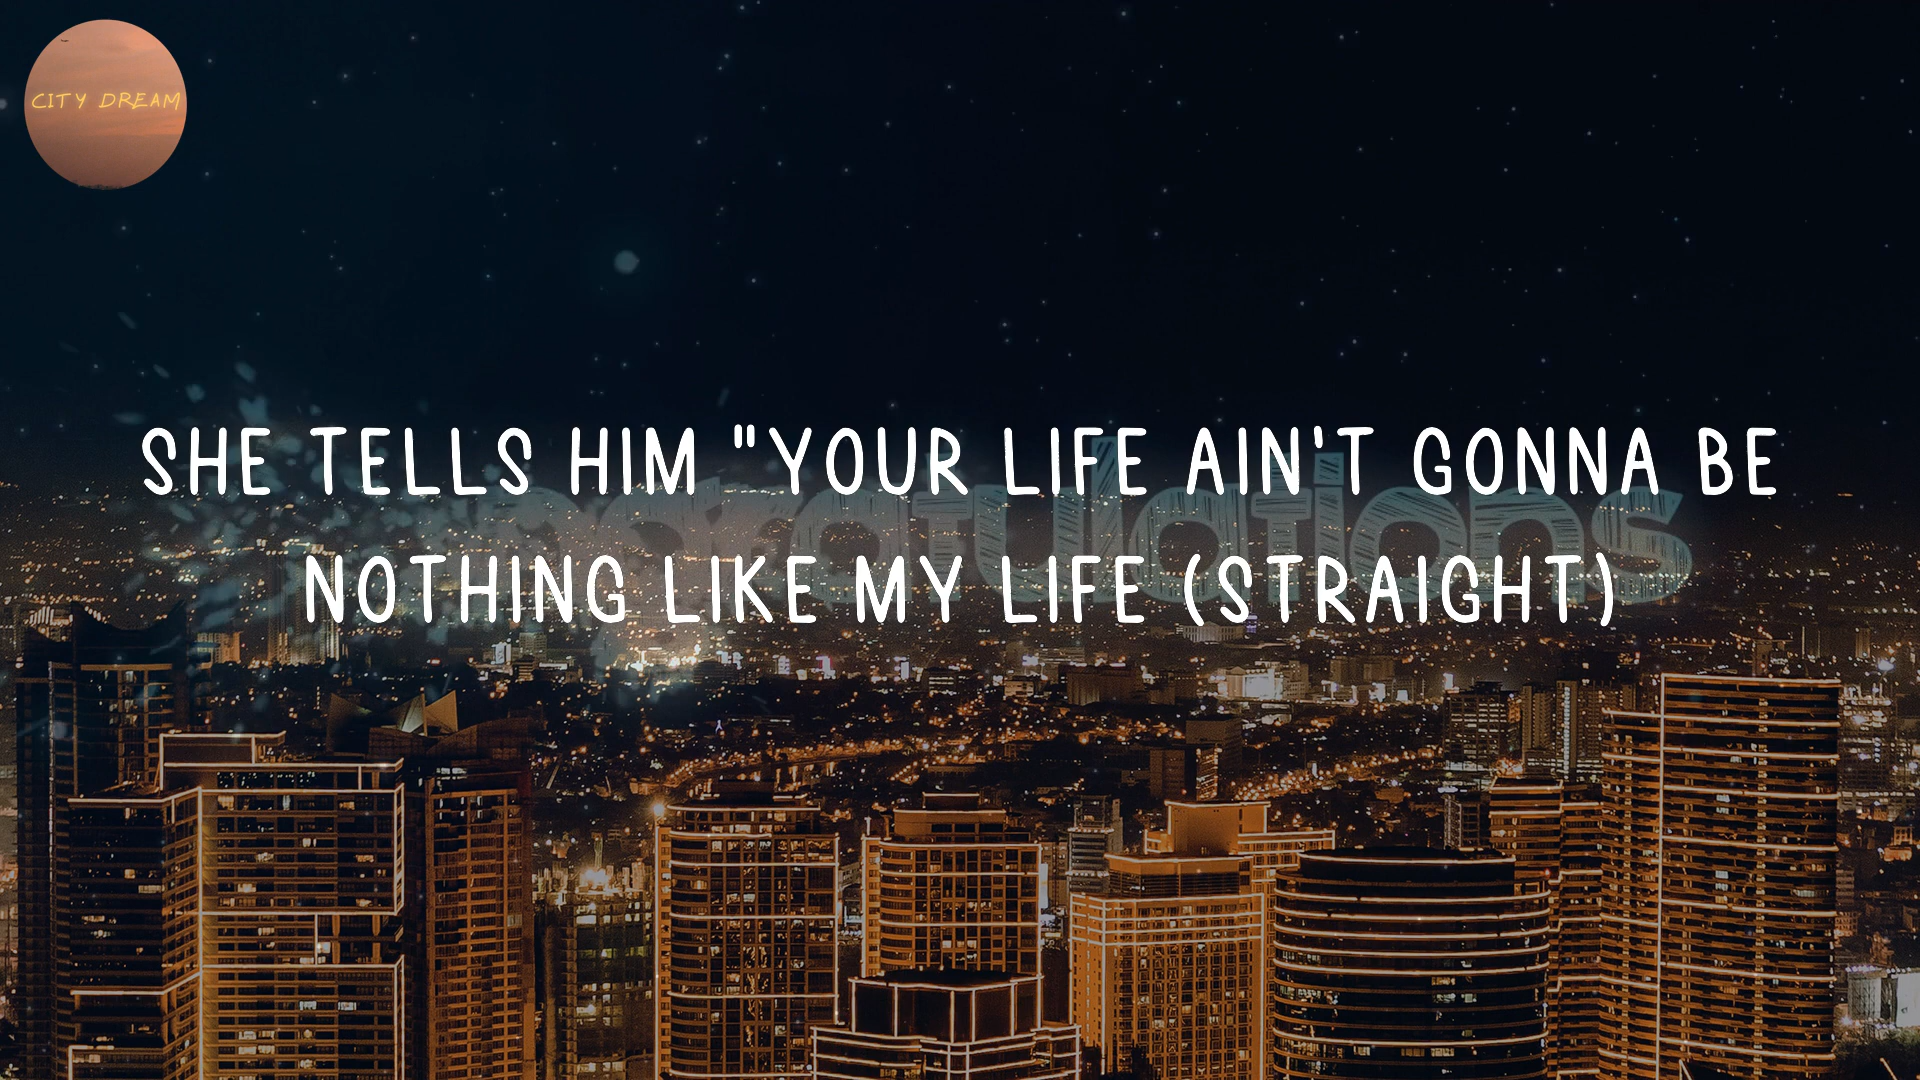 CITY DREAM
SHE TELLS HIM "YOUR LIFE AIN'T GONNA BE
NOTHING LIKE MY LIFE (STRAIGHT)